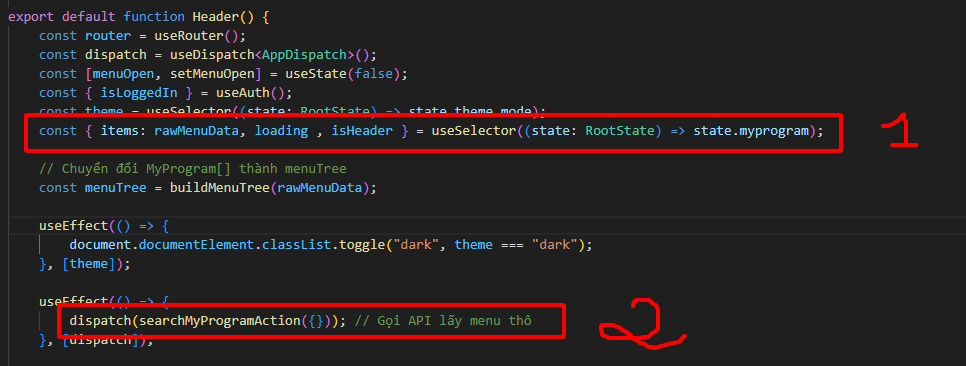 export default function Header() {
const router = useRouter();
const dispatch = useDispatch<AppDispatch>();
const [menuOpen, setMenuOpen] = useState(false);
const { isLoggedIn } = useAuth();
const theme = useSelector((state: RootState) => state.theme.mode);
const { items: rawMenuData, loading , isHeader } = useSelector((state: RootState) => state.myprogram);
1
// Chuyển đổi MyProgram[] thành menuTree
const menuTree = buildMenuTree(rawMenuData);
useEffect(() => {
document.documentElement.classList.toggle("dark", theme === "dark");
}, [theme]);
useEffect(() => {
dispatch(searchMyProgramAction({})); // Gọi API lấy menu thô
2
}, [dispatch]);